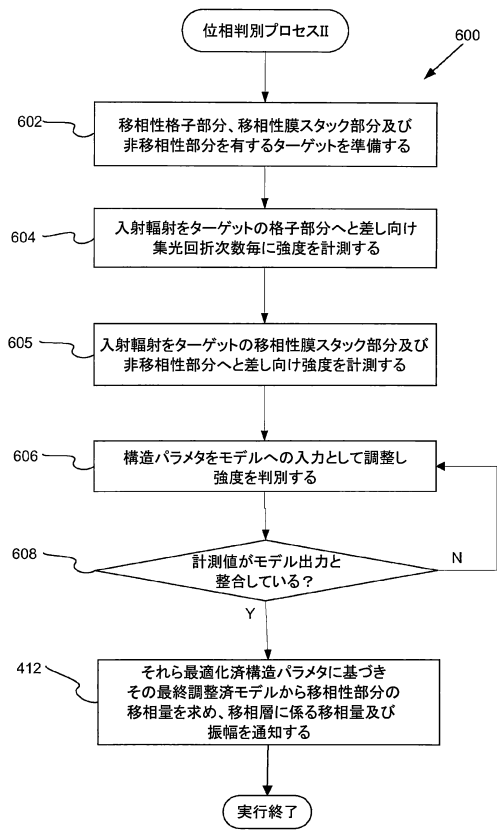 位相判別プロセスII
600
602
移相性格子部分、移相性膜スタック部分及び
非移相性部分を有するターゲットを準備する
604
入射輻射をターゲットの格子部分へと差し向け
集光回折次数毎に強度を計測する
605
入射輻射をターゲットの移相性膜スタック部分及び
非移相性部分へと差し向け強度を計測する
606
構造パラメタをモデルへの入力として調整し
強度を判別する
608
計測値がモデル出力と
整合している？
N
Y
412
それら最適化済構造パラメタに基づき
その最終調整済モデルから移相性部分の
移相量を求め、移相層に係る移相量及び
振幅を通知する
実行終了